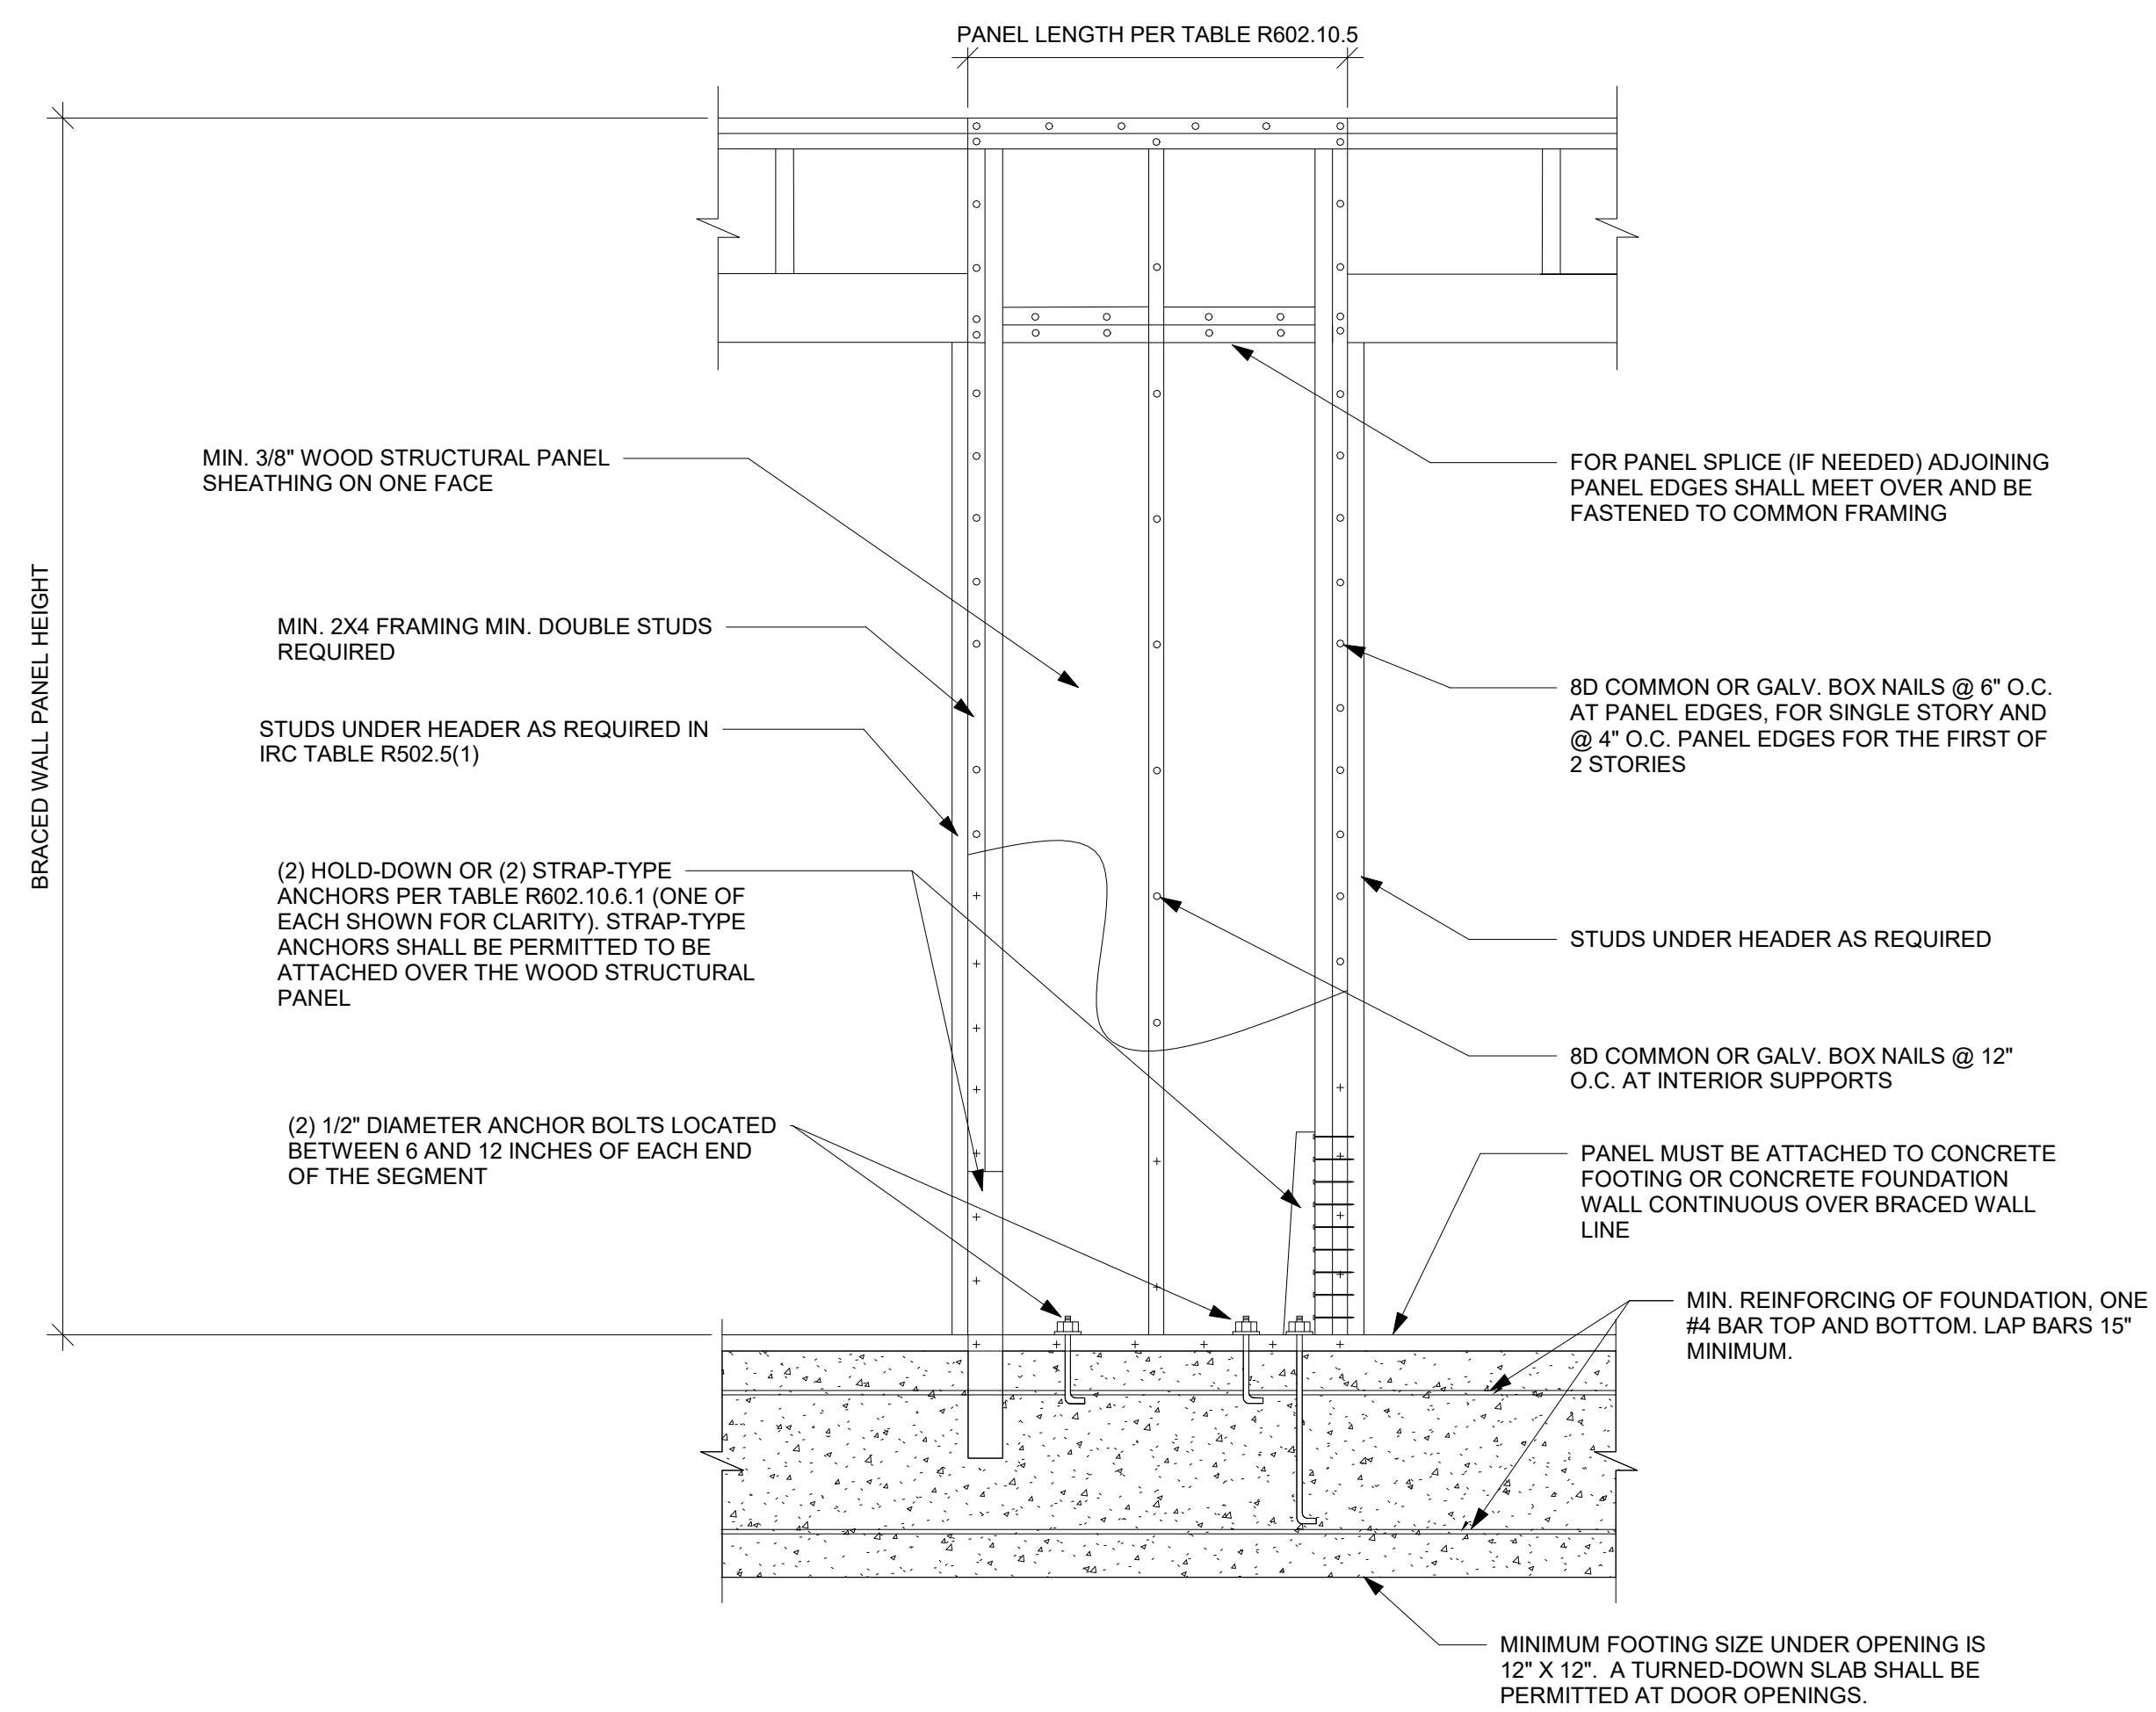 PANEL LENGTH PER TABLE R602.10.5
BRACED WALL PANEL HEIGHT
MIN. 3/8" WOOD STRUCTURAL PANEL
SHEATHING ON ONE FACE
MIN. 2X4 FRAMING MIN. DOUBLE STUDS
REQUIRED
STUDS UNDER HEADER AS REQUIRED IN
IRC TABLE R502.5(1)
(2) HOLD-DOWN OR (2) STRAP-TYPE
ANCHORS PER TABLE R602.10.6.1 (ONE OF
EACH SHOWN FOR CLARITY). STRAP-TYPE
ANCHORS SHALL BE PERMITTED TO BE
ATTACHED OVER THE WOOD STRUCTURAL
PANEL
(2) 1/2" DIAMETER ANCHOR BOLTS LOCATED
BETWEEN 6 AND 12 INCHES OF EACH END
OF THE SEGMENT
FOR PANEL SPLICE (IF NEEDED) ADJOINING
PANEL EDGES SHALL MEET OVER AND BE
FASTENED TO COMMON FRAMING
8D COMMON OR GALV. BOX NAILS @ 6" O.C.
AT PANEL EDGES, FOR SINGLE STORY AND
@ 4" O.C. PANEL EDGES FOR THE FIRST OF
2 STORIES
STUDS UNDER HEADER AS REQUIRED
8D COMMON OR GALV. BOX NAILS @ 12"
O.C. AT INTERIOR SUPPORTS
PANEL MUST BE ATTACHED TO CONCRETE
FOOTING OR CONCRETE FOUNDATION
WALL CONTINUOUS OVER BRACED WALL
LINE
MIN. REINFORCING OF FOUNDATION, ONE
#4 BAR TOP AND BOTTOM. LAP BARS 15"
MINIMUM.
MINIMUM FOOTING SIZE UNDER OPENING IS
12" X 12". A TURNED-DOWN SLAB SHALL BE
PERMITTED AT DOOR OPENINGS.